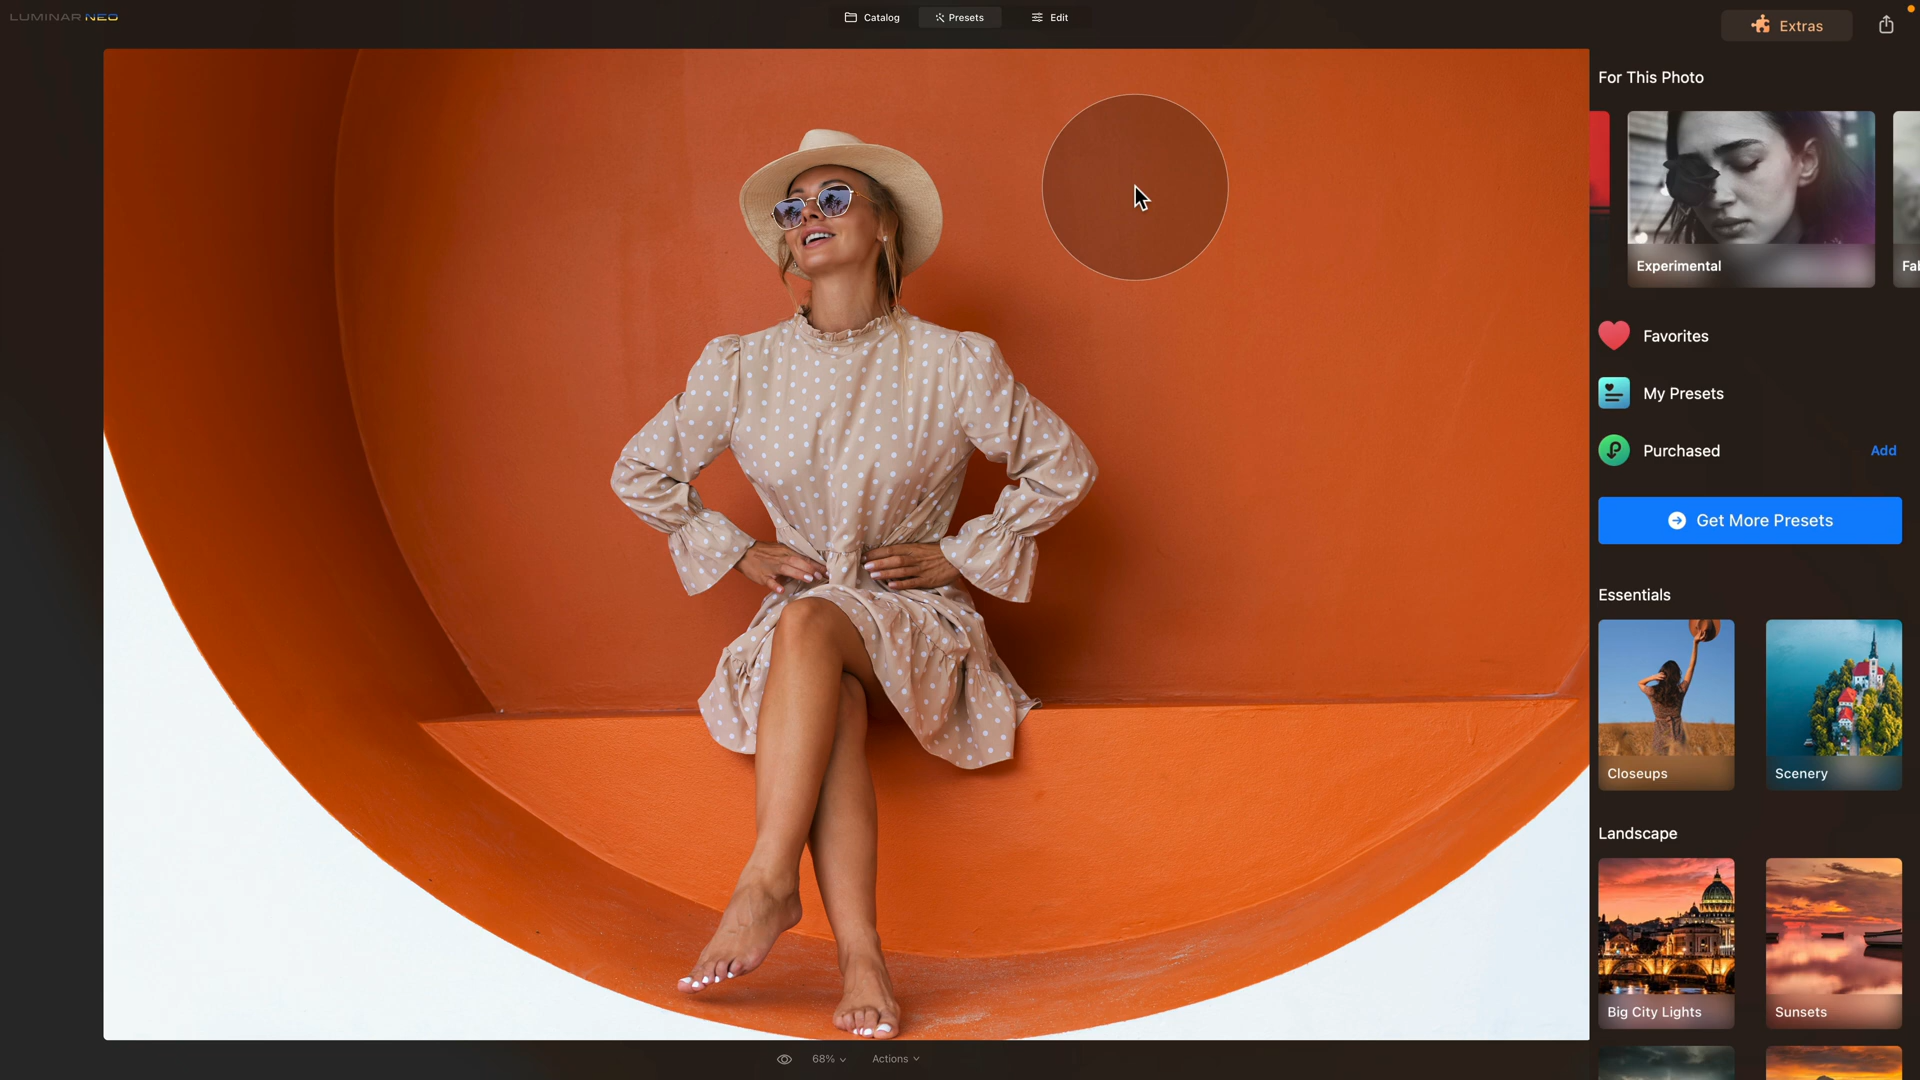 LUMINAR NEO
Catalog
Presets
Edit
Extras
For This Photo
Experimental
Favorites
My Presets
Purchased
Add
Get More Presets
Essentials
Closeups
Scenery
Landscape
Big City Lights
Sunsets
68%
Actions